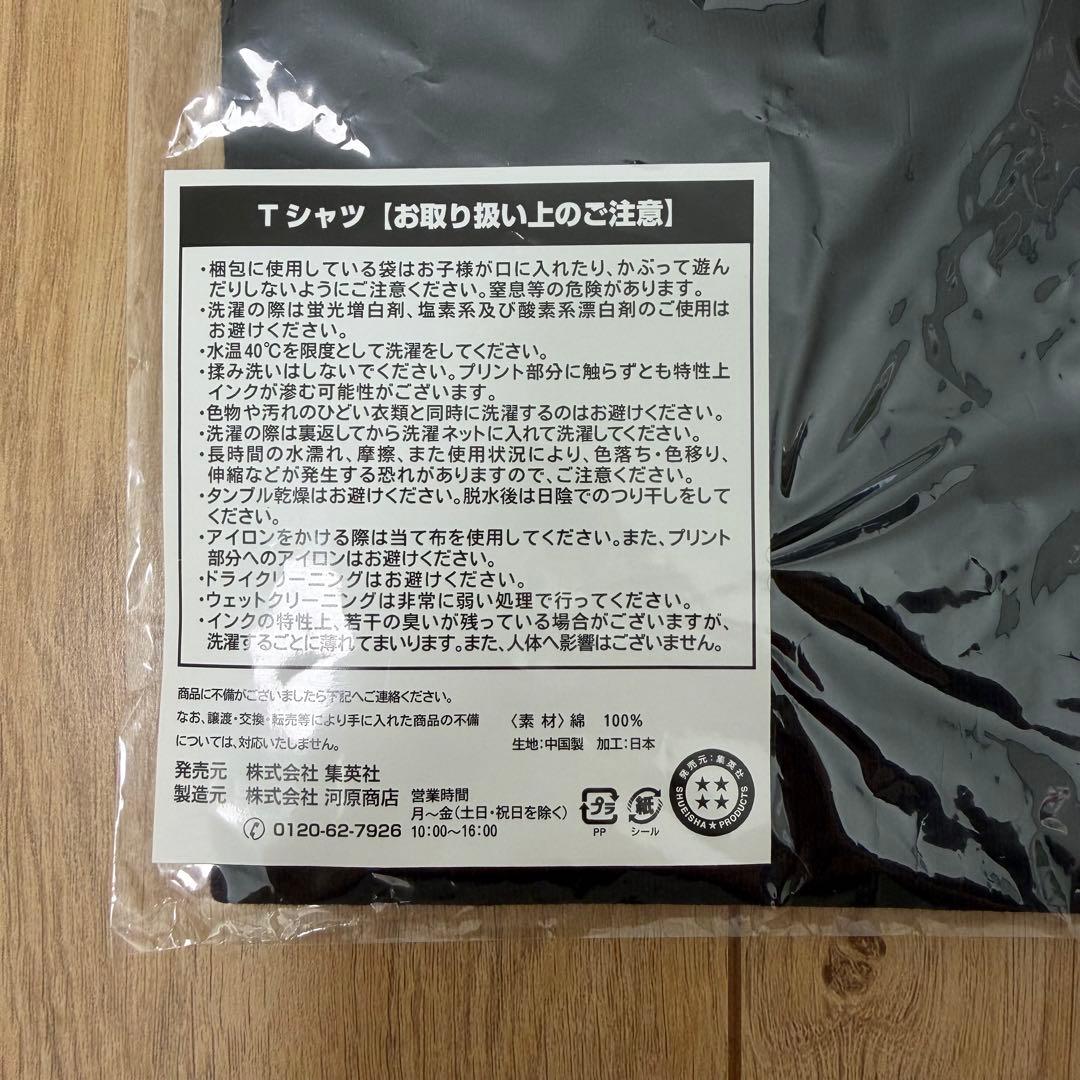 Tシャツ【お取り扱い上のご注意】
・梱包に使用している袋はお子様が口に入れたり、かぶって遊ん
だりしないようにご注意ください。窒息等の危険があります。
・洗濯の際は蛍光増白剤、塩素系及び酸素系漂白剤のご使用は
お避けください。
・水温40℃を限度として洗濯をしてください。
・揉み洗いはしないでください。プリント部分に触らずとも特性上
インクが滲む可能性がございます。
・色物や汚れのひどい衣類と同時に洗濯するのはお避けください。
・洗濯の際は裏返してから洗濯ネットに入れて洗濯してください。
・長時間の水濡れ、摩擦、また使用状況により、色落ち・色移り、
伸縮などが発生する恐れがありますので、ご注意ください。
・タンブル乾燥はお避けください。脱水後は日陰でのつり干しをして
ください。
・アイロンをかける際は当て布を使用してください。また、プリント
部分へのアイロンはお避けください。
・ドライクリーニングはお避けください。
・ウェットクリーニングは非常に弱い処理で行ってください。
・インクの特性上、若干の臭いが残っている場合がございますが、
洗濯するごとに薄れてまいります。また、人体へ影響はございません。
商品に不備がございましたら下記へご連絡ください。
なお、譲渡・交換・転売等により手に入れた商品の不備
については、対応いたしません。
〈素 材〉綿 100%
生地:中国製 加工:日本
発売元 株式会社 集英社
製造元 株式会社 河原商店
0120-62-7926
営業時間
月〜金(土日・祝日を除く)
10:00〜16:00
プラ
PP
紙
シール
発売元:集英社
SHUEISHA★PRODUCTS